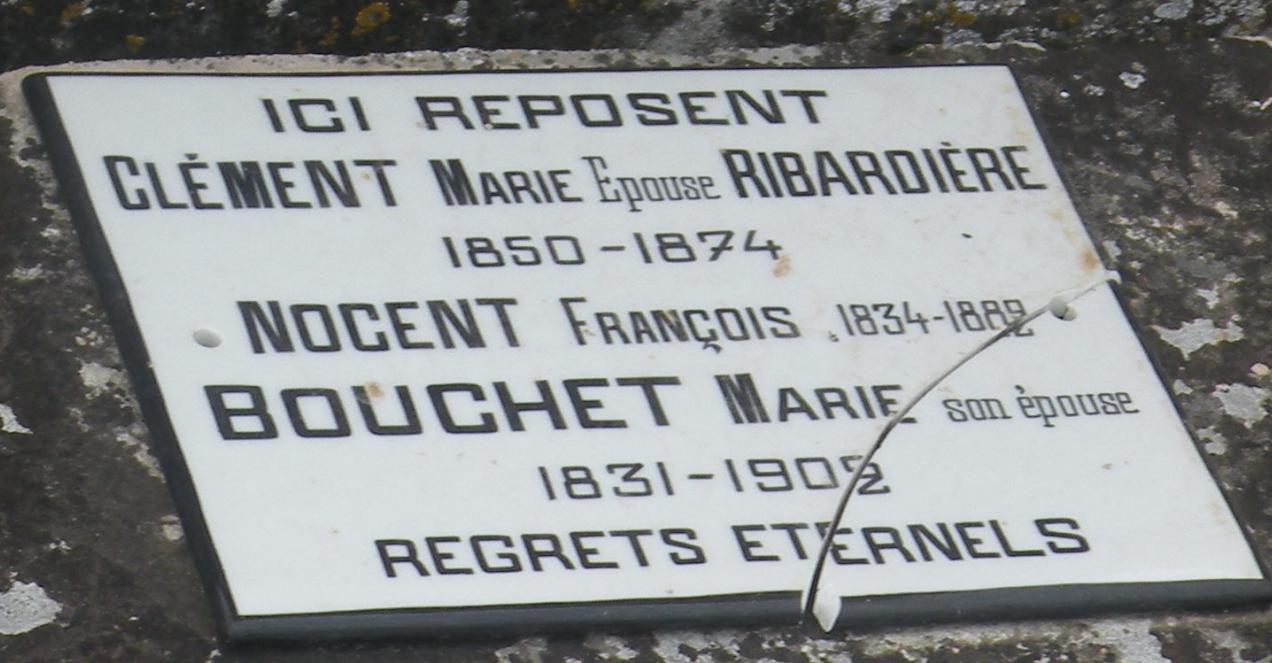 ICI REPOSENT
CLÉMENT MARIE Epouse RIBARDIÈRE
1850-1874
NOCENT FRANÇOIS 1834-1882
BOUCHET MARIE son épouse
1831-1902
REGRETS ETERNELS